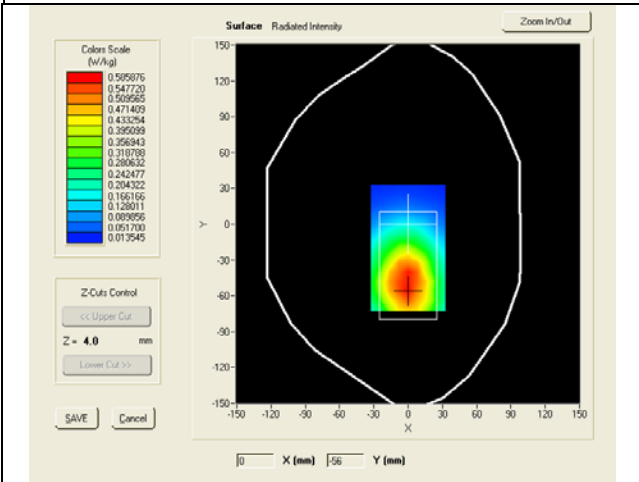 Surface Radiated Intensity
Zoom In/Out
Colors Scale
(W/kg)
0.585876
0.547720
0.509565
0.471409
0.433254
0.395099
0.356943
0.318788
0.280632
0.242477
0.204322
0.166166
0.128011
0.089856
0.051700
0.013545
Z-Cuts Control
<< Upper Cut
Z = 4.0 mm
Lower Cut >>
SAVE Cancel
150
120
90
60
30
0
-30
-60
-90
-120
-150
Y
-150 -120 -90 -60 -30 0 30 60 90 120 150
X
0 X (mm) -56 Y (mm)